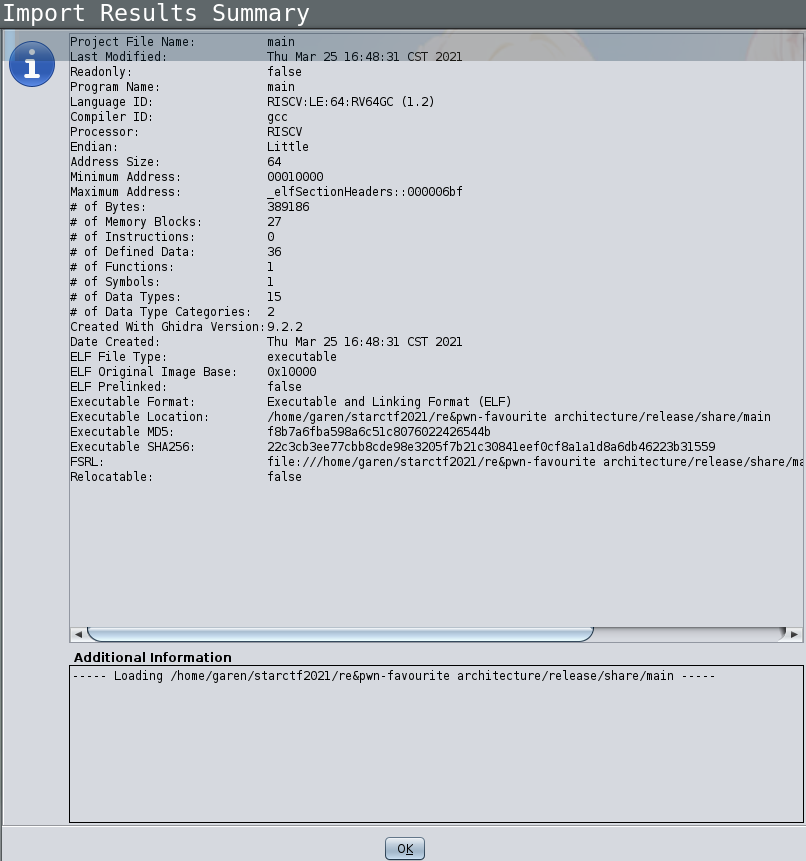 Import Results Summary
Project File Name: main
Last Modified: Thu Mar 25 16:48:31 CST 2021
Readonly: false
Program Name: main
Language ID: RISCV:LE:64:RV64GC (1.2)
Compiler ID: gcc
Processor: RISCV
Endian: Little
Address Size: 64
Minimum Address: 00010000
Maximum Address: _elfSectionHeaders::000006bf
# of Bytes: 389186
# of Memory Blocks: 27
# of Instructions: 0
# of Defined Data: 36
# of Functions: 1
# of Symbols: 1
# of Data Types: 15
# of Data Type Categories: 2
Created With Ghidra Version: 9.2.2
Date Created: Thu Mar 25 16:48:31 CST 2021
ELF File Type: executable
ELF Original Image Base: 0x10000
ELF Prelinked: false
Executable Format: Executable and Linking Format (ELF)
Executable Location: /home/garen/starctf2021/re&pwn-favourite architecture/release/share/main
Executable MD5: f8b7a6fba598a6c51c8076022426544b
Executable SHA256: 22c3cb3ee77cbb8cde98e3205f7b21c30841eef0cf8a1a1d8a6db46223b31559
FSRL: file:///home/garen/starctf2021/re&pwn-favourite architecture/release/share/ma
Relocatable: false
Additional Information
----- Loading /home/garen/starctf2021/re&pwn-favourite architecture/release/share/main -----
OK